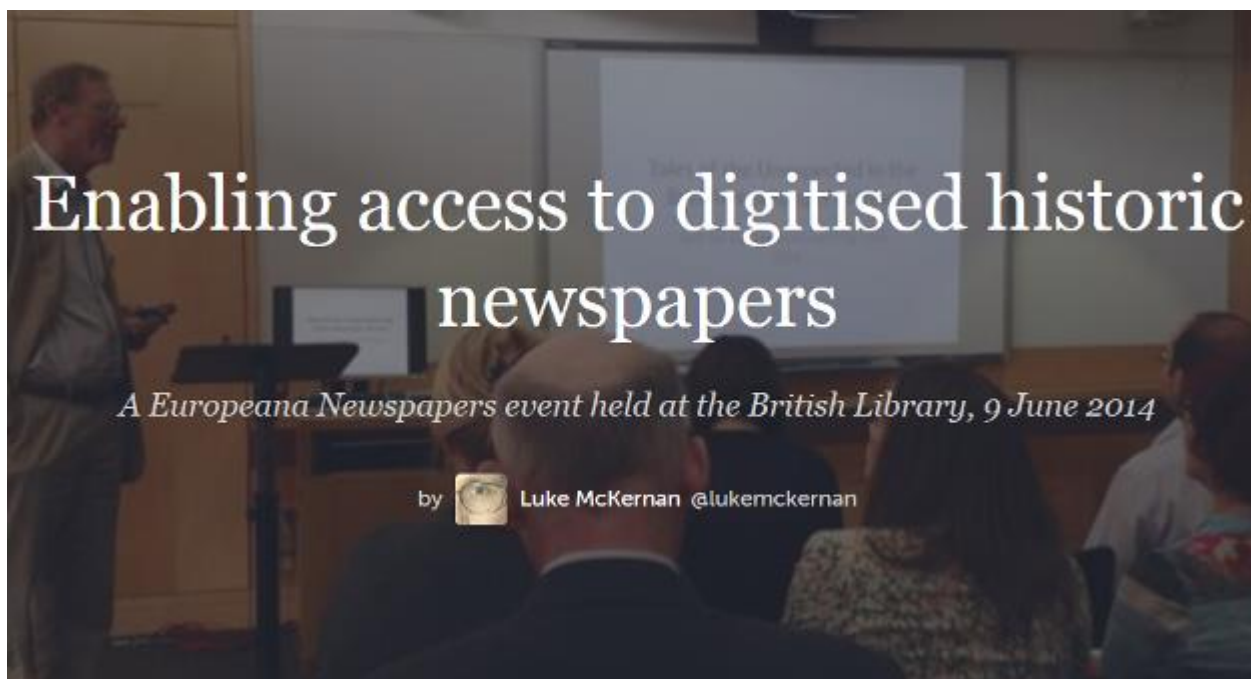 Enabling access to digitised historic
newspapers
A Europeana Newspapers event held at the British Library, 9 June 2014
by Luke McKernan @lukemckernan